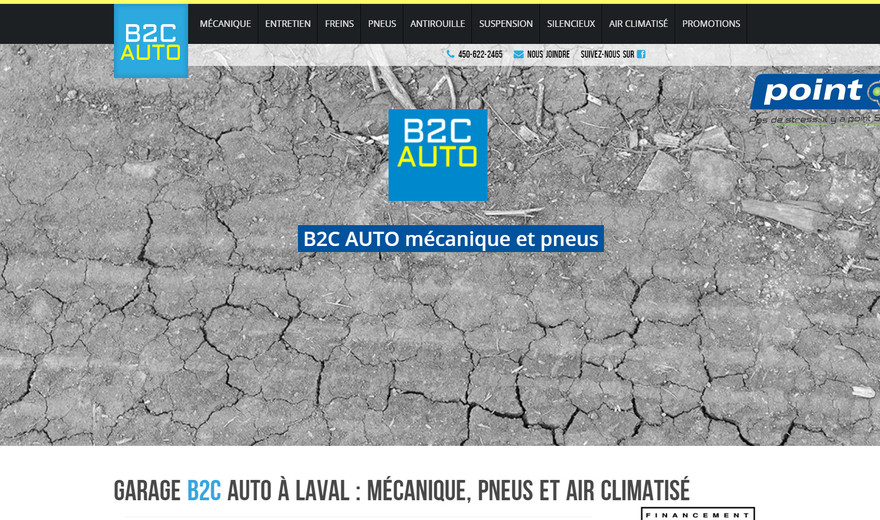 B2C
AUTO
MÉCANIQUE ENTRETIEN FREINS PNEUS ANTIROUILLE SUSPENSION SILENCIEUX AIR CLIMATISÉ PROMOTIONS
450-622-2465 NOUS JOINDRE SUIVEZ-NOUS SUR
point
Pas de stress, il y a point S
B2C
AUTO
B2C AUTO mécanique et pneus
GARAGE B2C AUTO À LAVAL : MÉCANIQUE, PNEUS ET AIR CLIMATISÉ
FINANCEMENT